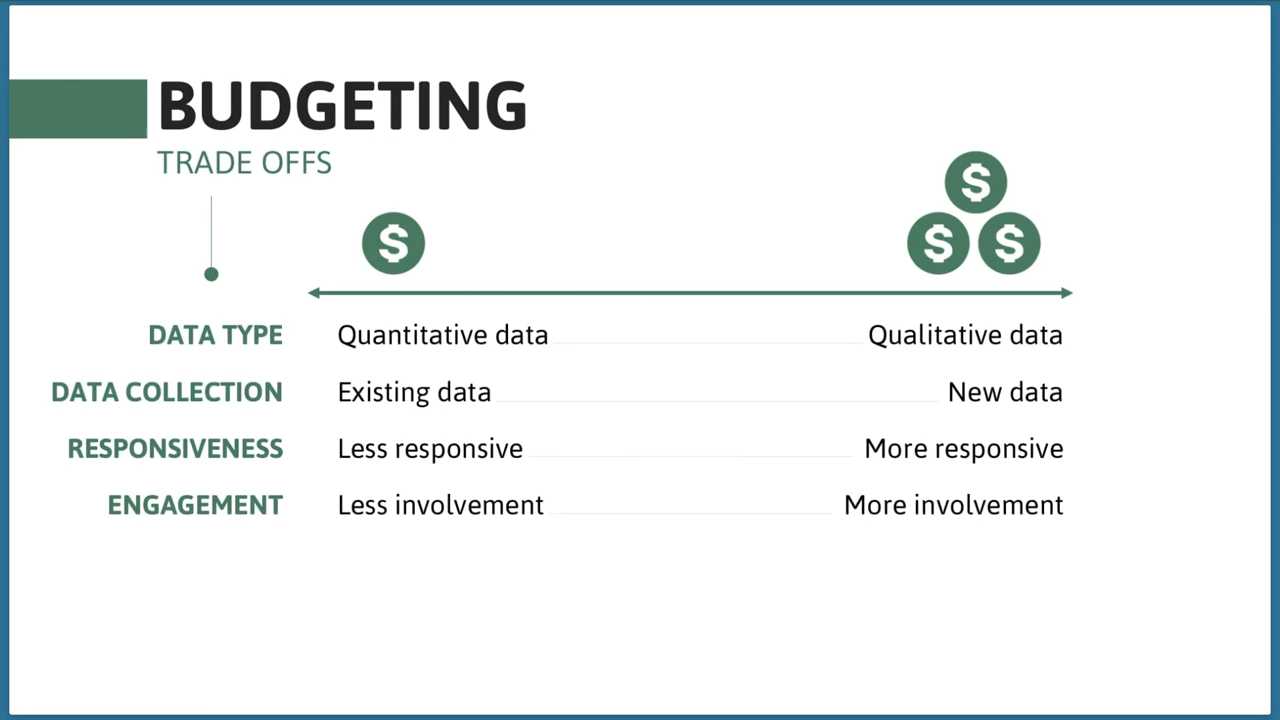 BUDGETING
TRADE OFFS
$
$
$ $
DATA TYPE Quantitative data Qualitative data
DATA COLLECTION Existing data New data
RESPONSIVENESS Less responsive More responsive
ENGAGEMENT Less involvement More involvement